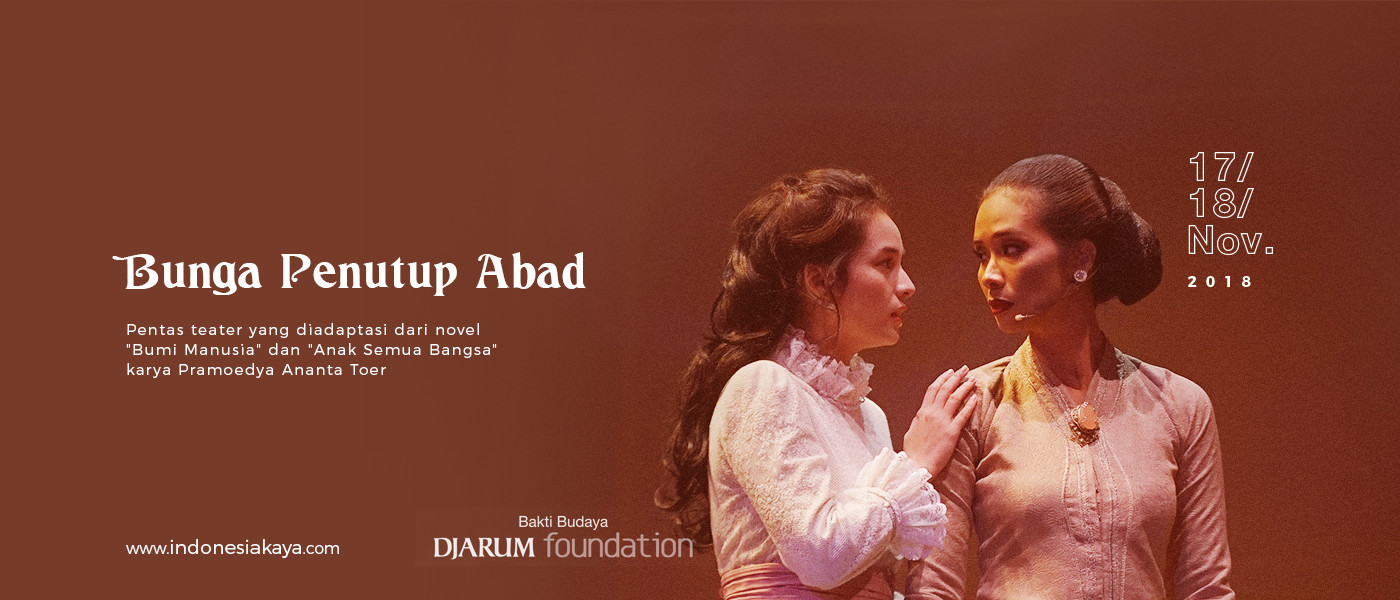 Bunga Penutup Abad
Pentas teater yang diadaptasi dari novel
"Bumi Manusia" dan "Anak Semua Bangsa"
karya Pramoedya Ananta Toer
17/
18/
Nov.
2018
www.indonesiakaya.com
Bakti Budaya
DJARUM foundation